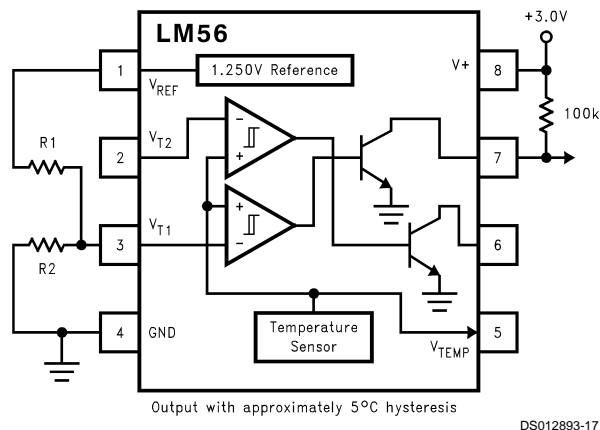 LM56
+3.0V
1
1.250V Reference
V+
8
VREF
100k
R1
2
VT2
-
+
7
3
VT1
+
-
6
R2
4
GND
Temperature
Sensor
VTEMP
5
Output with approximately 5°C hysteresis
DS012893-17